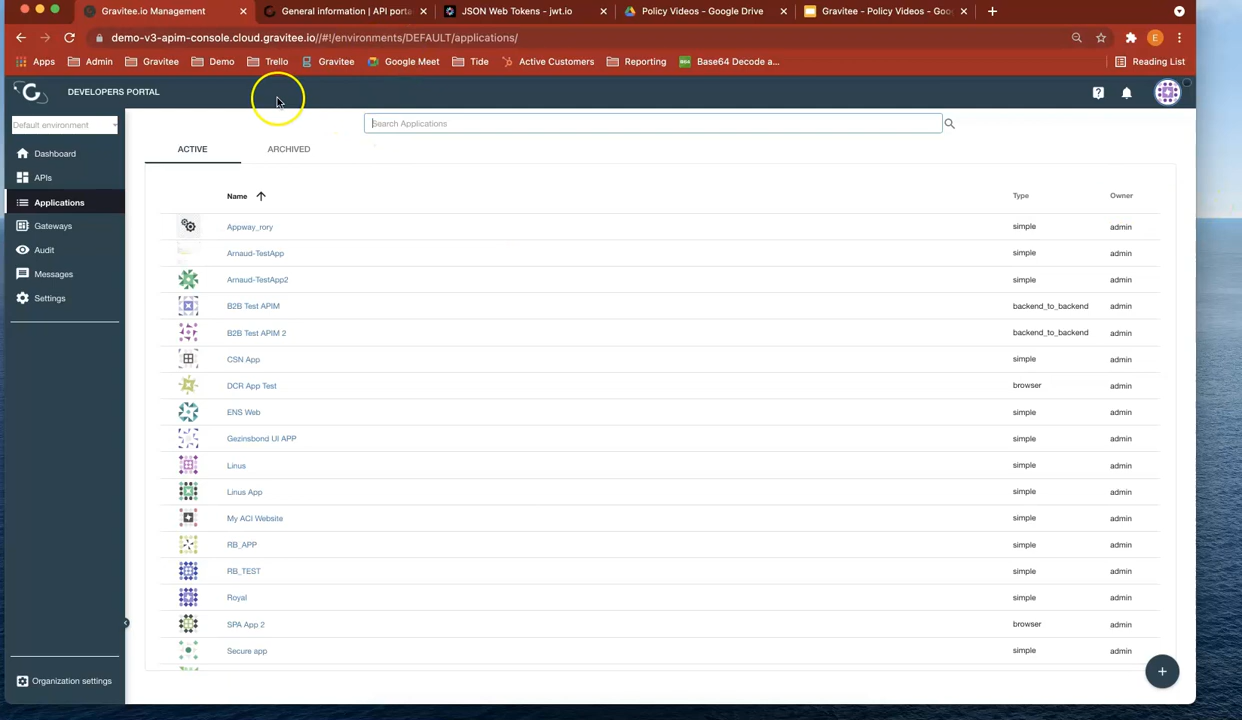 Gravitee.io Management
General information | API porta
JSON Web Tokens - jwt.io
Policy Videos - Google Drive
Gravitee - Policy Videos - Goo
demo-v3-apim-console.cloud.gravitee.io//#!/environments/DEFAULT/applications/
E
Apps
Admin
Gravitee
Demo
Trello
Gravitee
Google Meet
Tide
Active Customers
Reporting
Base64 Decode a...
Reading List
DEVELOPERS PORTAL
Default environment
Search Applications
Dashboard
APIs
Applications
Gateways
Audit
Messages
Settings
Organization settings
ACTIVE
ARCHIVED
Name Type Owner
Appway_rory simple admin
Arnaud-TestApp simple admin
Arnaud-TestApp2 simple admin
B2B Test APIM backend_to_backend admin
B2B Test APIM 2 backend_to_backend admin
CSN App simple admin
DCR App Test browser admin
ENS Web simple admin
Gezinsbond UI APP simple admin
Linus simple admin
Linus App simple admin
My ACI Website simple admin
RB_APP simple admin
RB_TEST simple admin
Royal simple admin
SPA App 2 browser admin
Secure app simple admin